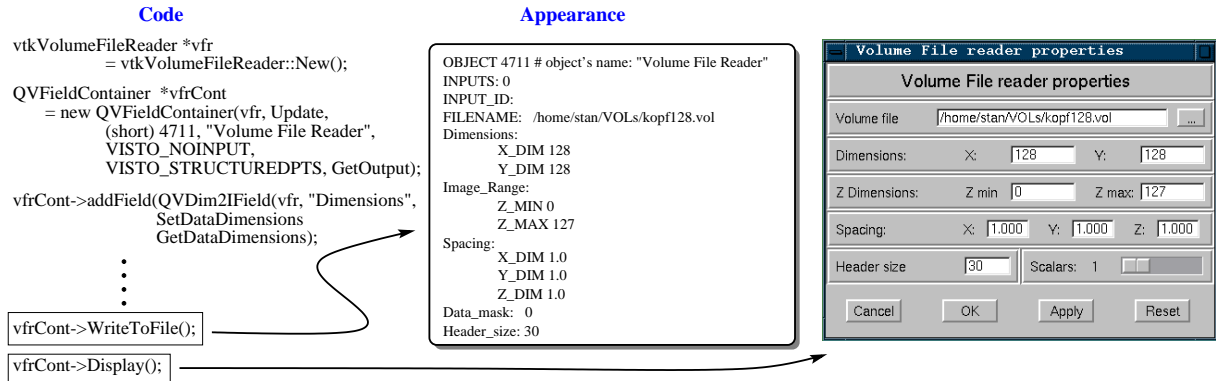 Code
vtkVolumeFileReader *vfr
= vtkVolumeFileReader::New();
QVFieldContainer *vfrCont
= new QVFieldContainer(vfr, Update,
(short) 4711, "Volume File Reader",
VISTO_NOINPUT,
VISTO_STRUCTUREDPTS, GetOutput);
vfrCont->addField(QVDim2IField(vfr, "Dimensions",
SetDataDimensions
GetDataDimensions);
vfrCont->WriteToFile();
vfrCont->Display();
Appearance
OBJECT 4711 # object's name: "Volume File Reader"
INPUTS: 0
INPUT_ID:
FILENAME: /home/stan/VOLs/kopf128.vol
Dimensions:
X_DIM 128
Y_DIM 128
Image_Range:
Z_MIN 0
Z_MAX 127
Spacing:
X_DIM 1.0
Y_DIM 1.0
Z_DIM 1.0
Data_mask: 0
Header_size: 30
Volume File reader properties
Volume File reader properties
Volume file /home/stan/VOLs/kopf128.vol ...
Dimensions: X: 128 Y: 128
Z Dimensions: Z min 0 Z max: 127
Spacing: X: 1.000 Y: 1.000 Z: 1.000
Header size 30 Scalars: 1
Cancel OK Apply Reset